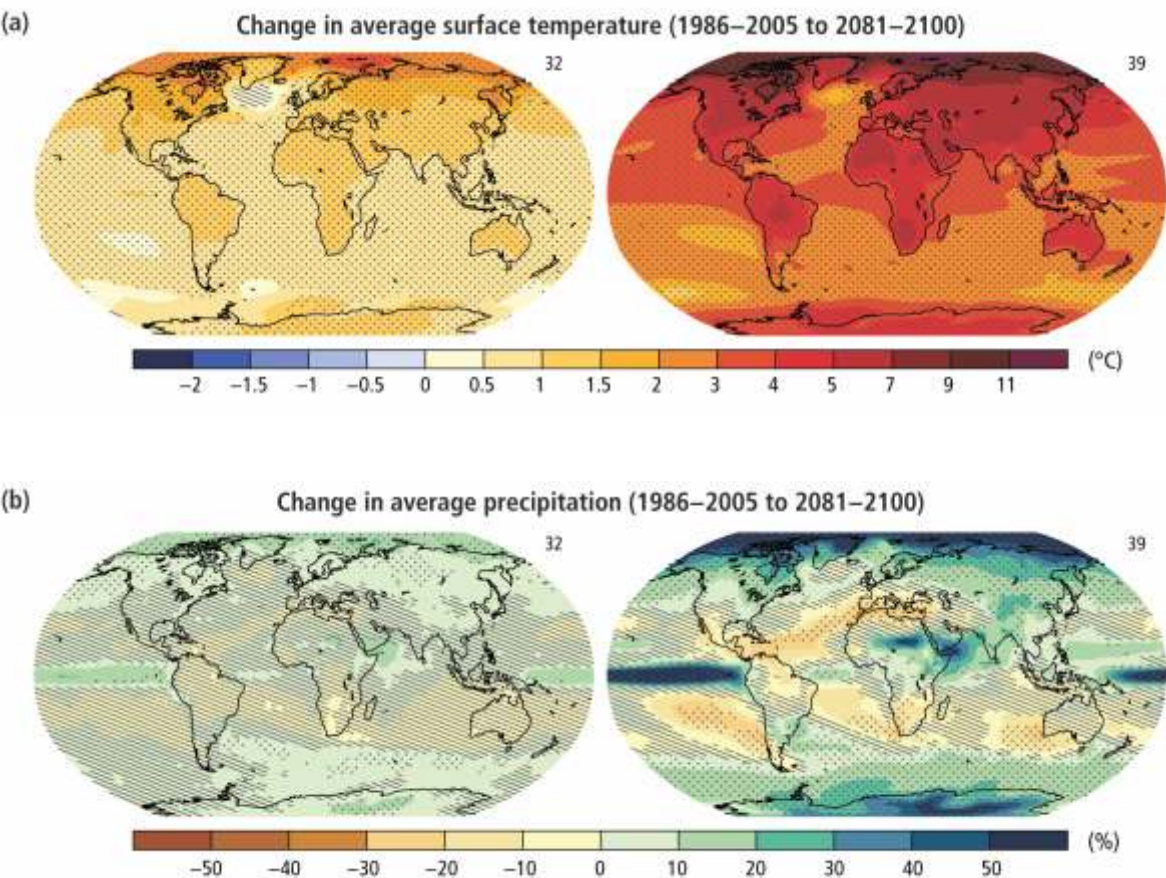 (a)
Change in average surface temperature (1986–2005 to 2081–2100)
32
39
(°C)
−2 −1.5 −1 −0.5 0 0.5 1 1.5 2 3 4 5 7 9 11
(b)
Change in average precipitation (1986–2005 to 2081–2100)
32
39
(%)
−50 −40 −30 −20 −10 0 10 20 30 40 50